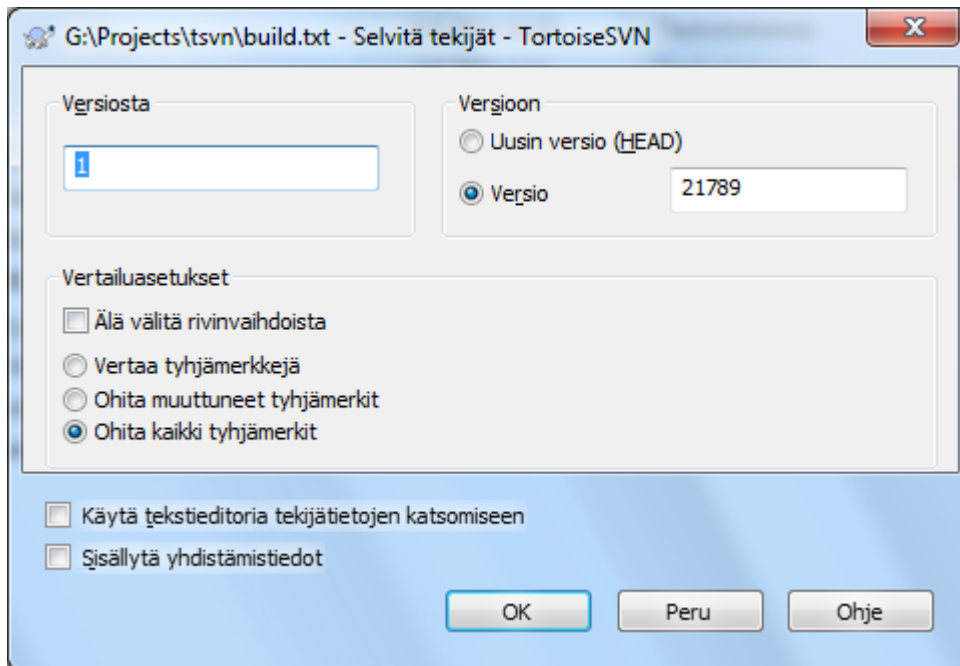 G:\Projects\tsvn\build.txt - Selvitä tekijät - TortoiseSVN
Versiosta
1
Versioon
Uusin versio (HEAD)
Versio
21789
Vertailuasetukset
Älä välitä rivinvaihdoista
Vertaa tyhjämerkkejä
Ohita muuttuneet tyhjämerkit
Ohita kaikki tyhjämerkit
Käytä tekstieditoria tekijätietojen katsomiseen
Sisällytä yhdistämistiedot
OK
Peru
Ohje